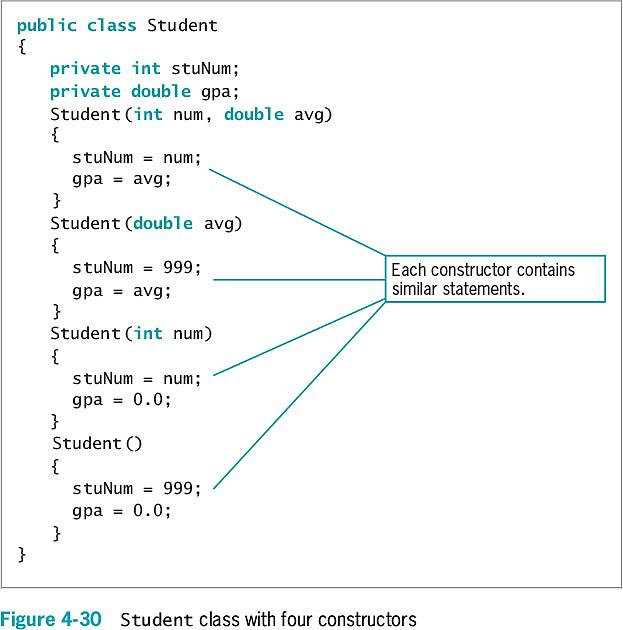 public class Student
{
private int stuNum;
private double gpa;
Student(int num, double avg)
{
stuNum = num;
gpa = avg;
}
Student(double avg)
{
stuNum = 999;
gpa = avg;
}
Student(int num)
{
stuNum = num;
gpa = 0.0;
}
Student()
{
stuNum = 999;
gpa = 0.0;
}
}
Each constructor contains
similar statements.
Figure 4-30 Student class with four constructors